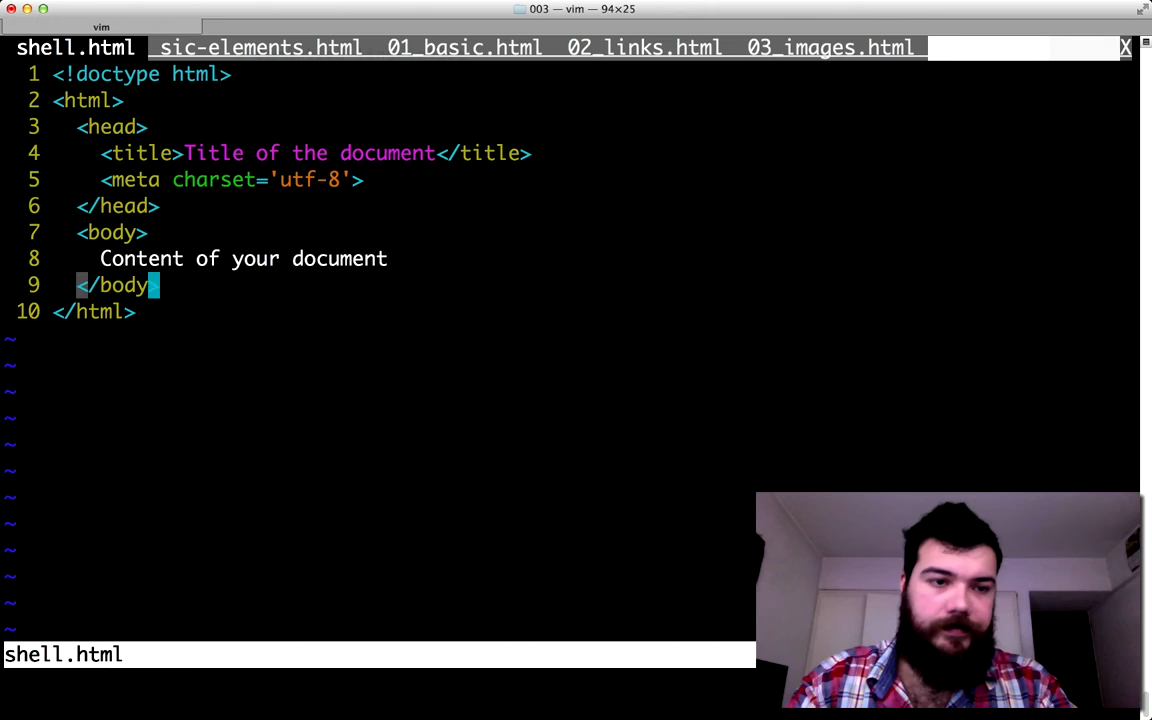 003 — vim — 94×25
vim
shell.html sic-elements.html 01_basic.html 02_links.html 03_images.html X
1 <!doctype html>
2 <html>
3 <head>
4 <title>Title of the document</title>
5 <meta charset='utf-8'>
6 </head>
7 <body>
8 Content of your document
9 </body>
10 </html>
~
~
~
~
~
~
~
~
~
~
~
~
shell.html